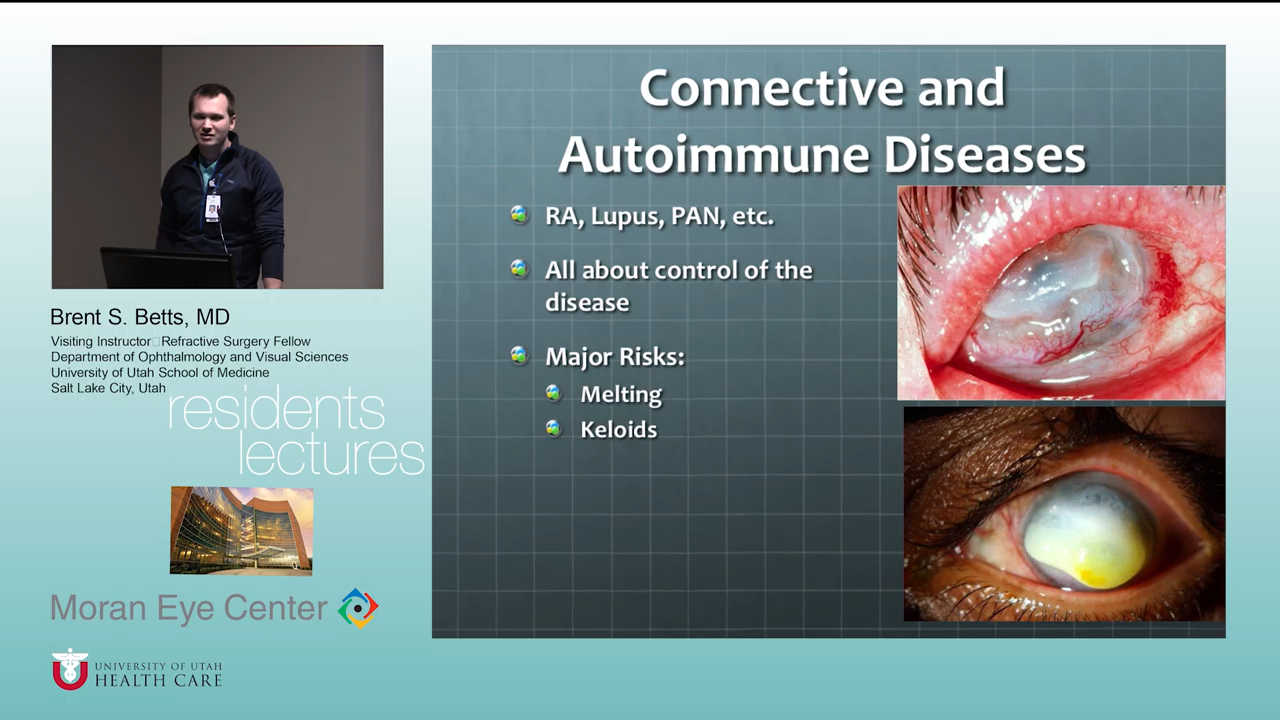 Connective and
Autoimmune Diseases
RA, Lupus, PAN, etc.
All about control of the
disease
Major Risks:
Melting
Keloids
Brent S. Betts, MD
Visiting Instructor Refractive Surgery Fellow
Department of Ophthalmology and Visual Sciences
University of Utah School of Medicine
Salt Lake City, Utah
residents
lectures
Moran Eye Center
UNIVERSITY OF UTAH
HEALTH CARE